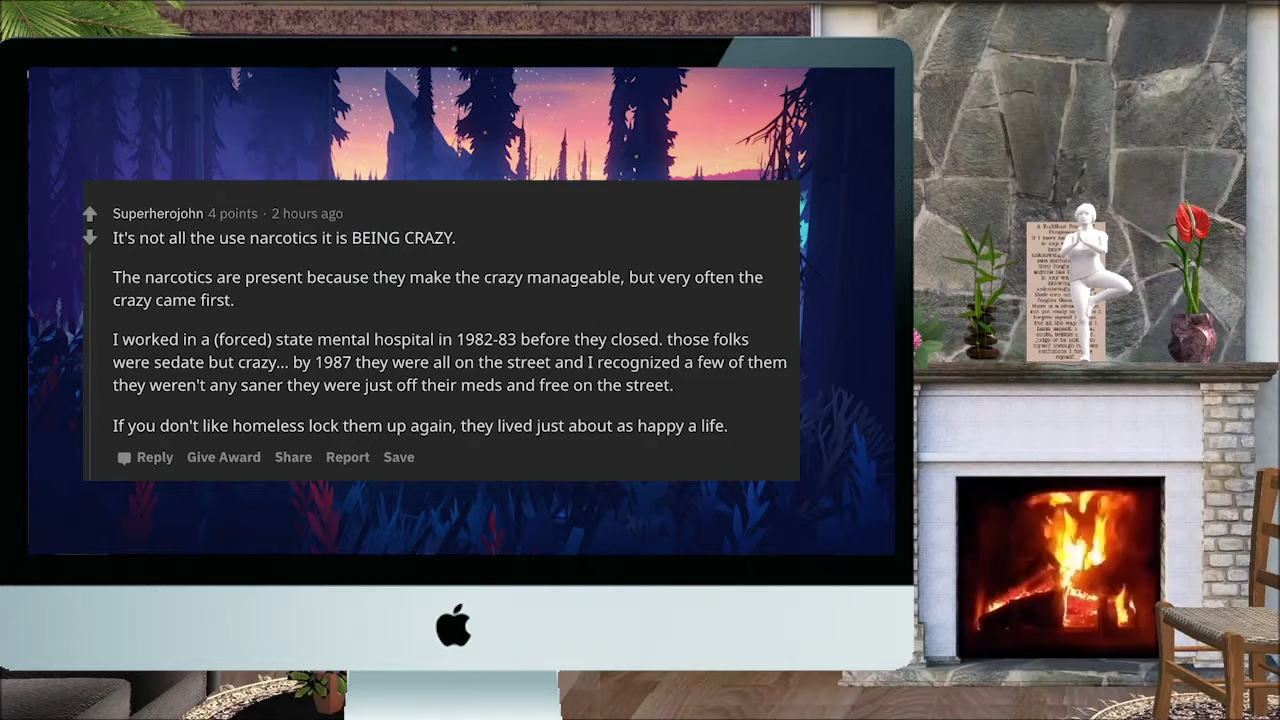 Superherojohn 4 points · 2 hours ago
It's not all the use narcotics it is BEING CRAZY.
The narcotics are present because they make the crazy manageable, but very often the
crazy came first.
I worked in a (forced) state mental hospital in 1982-83 before they closed. those folks
were sedate but crazy... by 1987 they were all on the street and I recognized a few of them
they weren't any saner they were just off their meds and free on the street.
If you don't like homeless lock them up again, they lived just about as happy a life.
Reply Give Award Share Report Save